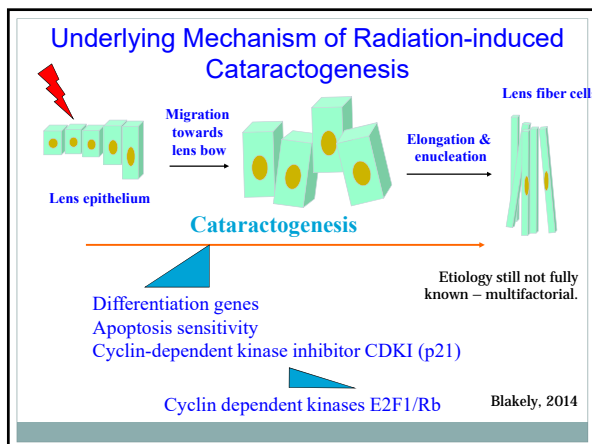 Underlying Mechanism of Radiation-induced
Cataractogenesis
Lens fiber cell
Migration
towards
lens bow
Elongation &
enucleation
Lens epithelium
Cataractogenesis
Etiology still not fully
known – multifactorial.
Differentiation genes
Apoptosis sensitivity
Cyclin-dependent kinase inhibitor CDKI (p21)
Cyclin dependent kinases E2F1/Rb
Blakely, 2014